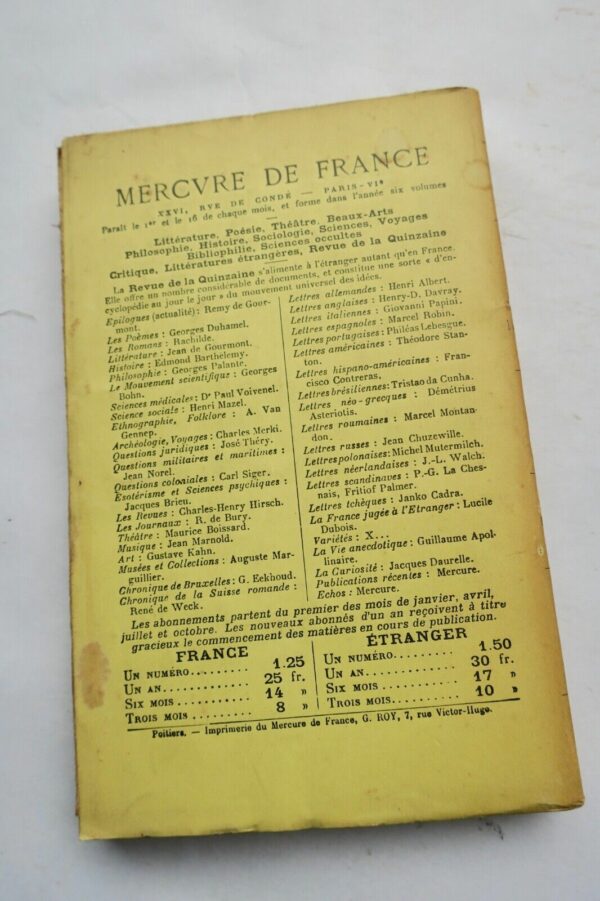 MERCVRE DE FRANCE
XXVI, RVE DE CONDÉ — PARIS-VIe
Paraît le 1er et le 16 de chaque mois, et forme dans l'année six volumes
Littérature, Poésie, Théâtre, Beaux-Arts
Philosophie, Histoire, Sociologie, Sciences, Voyages
Bibliophilie, Sciences occultes
Critique, Littératures étrangères, Revue de la Quinzaine
La Revue de la Quinzaine s'alimente à l'étranger autant qu'en France.
Elle offre un nombre considérable de documents, et constitue une sorte « d'en-
cyclopédie au jour le jour » du mouvement universel des idées.
Epilogues (actualité) : Remy de Gour-
mont.
Les Poèmes : Georges Duhamel.
Les Romans : Rachilde.
Littérature : Jean de Gourmont.
Histoire : Edmond Barthélemy.
Philosophie : Georges Palante.
Le Mouvement scientifique : Georges
Bohn.
Sciences médicales : Dr Paul Voivenel.
Science sociale : Henri Mazel.
Ethnographie, Folklore : A. Van
Gennep.
Archéologie, Voyages : Charles Merki.
Questions juridiques : José Théry.
Questions militaires et maritimes :
Jean Norel.
Questions coloniales : Carl Siger.
Esotérisme et Sciences psychiques :
Jacques Brieu.
Les Revues : Charles-Henry Hirsch.
Les Journaux : R. de Bury.
Théâtre : Maurice Boissard.
Musique : Jean Marnold.
Art : Gustave Kahn.
Musées et Collections : Auguste Mar-
guillier.
Chronique de Bruxelles : G. Eekhoud.
Chronique de la Suisse romande :
René de Weck.
Lettres allemandes : Henri Albert.
Lettres anglaises : Henry-D. Davray.
Lettres italiennes : Giovanni Papini.
Lettres espagnoles : Marcel Robin.
Lettres portugaises : Philéas Lebesgue.
Lettres américaines : Théodore Stan-
ton.
Lettres hispano-américaines : Fran-
cisco Contreras.
Lettres brésiliennes : Tristao da Cunha.
Lettres néo-grecques : Démétrius
Asteriotis.
Lettres roumaines : Marcel Montan-
don.
Lettres russes : Jean Chuzewille.
Lettres polonaises : Michel Mutermilch.
Lettres néerlandaises : J.-L. Walch.
Lettres scandinaves : P.-G. La Ches-
nais, Fritiof Palmer.
Lettres tchèques : Janko Cadra.
La France jugée à l'Etranger : Lucile
Dubois.
Variétés : X...
La Vie anecdotique : Guillaume Apol-
linaire.
La Curiosité : Jacques Daurelle.
Publications récentes : Mercure.
Echos : Mercure.
Les abonnements partent du premier des mois de janvier, avril,
juillet et octobre. Les nouveaux abonnés d'un an reçoivent à titre
gracieux le commencement des matières en cours de publication.
FRANCE
UN NUMÉRO......... 1.25
UN AN............ 25 fr.
SIX MOIS ......... 14 »
TROIS MOIS ......... 8 »
ÉTRANGER
UN NUMÉRO......... 1.50
UN AN............ 30 fr.
SIX MOIS ......... 17 »
TROIS MOIS......... 10 »
Poitiers. — Imprimerie du Mercure de France, G. ROY, 7, rue Victor-Hugo.